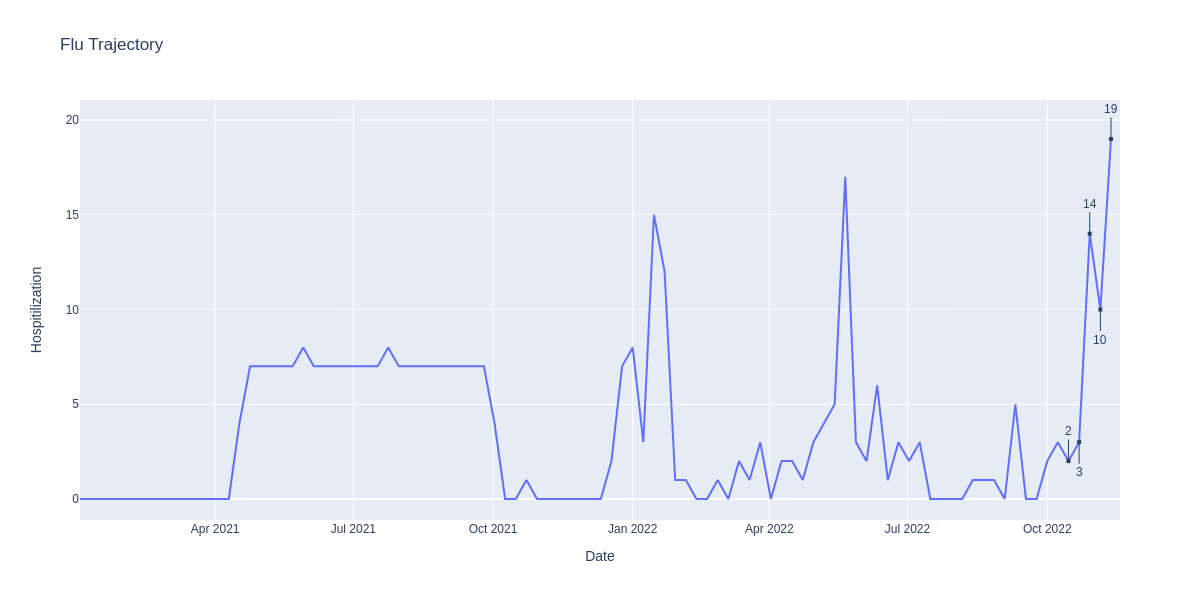 Flu Trajectory
19
20
14
15
10
10
5
2
3
0
Hospitilization
Apr 2021
Jul 2021
Oct 2021
Jan 2022
Apr 2022
Jul 2022
Oct 2022
Date